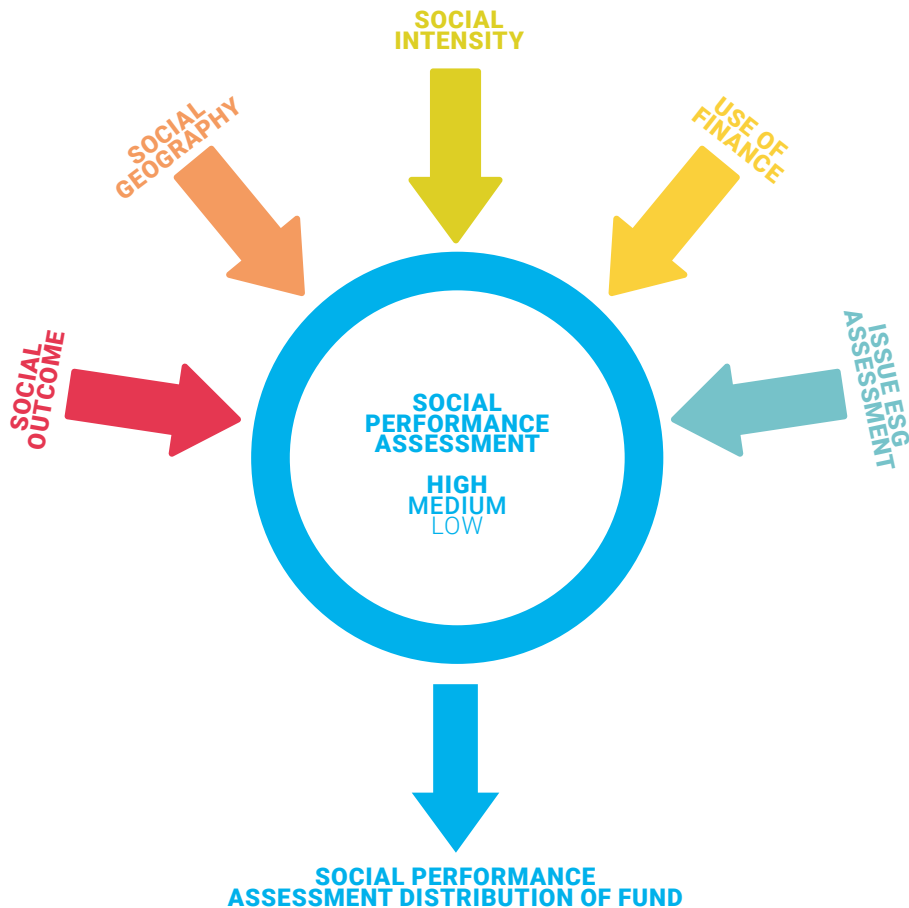 SOCIAL
INTENSITY
SOCIAL
GEOGRAPHY
USE OF
FINANCE
SOCIAL
OUTCOME
ISSUE ESG
ASSESSMENT
SOCIAL
PERFORMANCE
ASSESSMENT
HIGH
MEDIUM
LOW
SOCIAL PERFORMANCE
ASSESSMENT DISTRIBUTION OF FUND